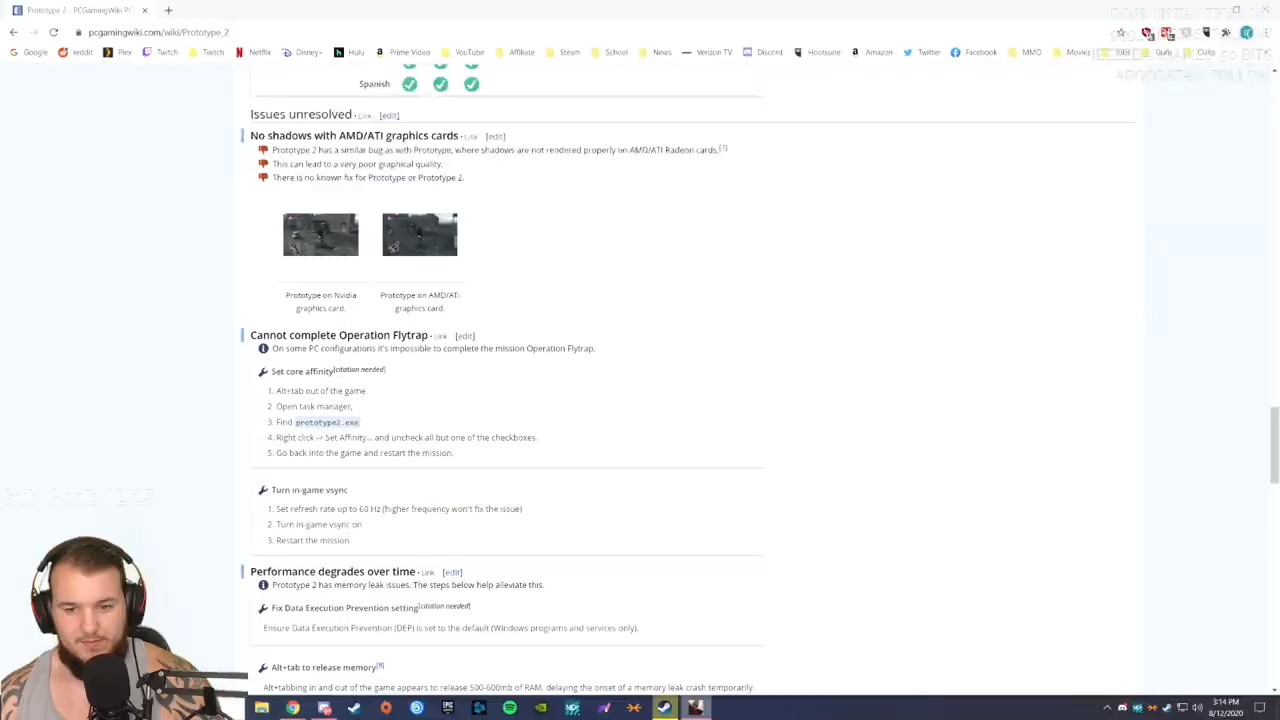 Prototype 2 - PCGamingWiki PC
pcgamingwiki.com/wiki/Prototype_2
Google reddit Plex Twitch Twitch Netflix Disney+ Hulu Prime Video YouTube Affiliate Steam School News Verizon TV Discord Hootsuite Amazon Twitter Facebook MMO Movies
Spanish
Issues unresolved · Link [edit]
No shadows with AMD/ATI graphics cards · Link [edit]
Prototype 2 has a similar bug as with Prototype, where shadows are not rendered properly on AMD/ATI Radeon cards.[7]
This can lead to a very poor graphical quality.
There is no known fix for Prototype or Prototype 2.
Prototype on Nvidia graphics card.
Prototype on AMD/ATI graphics card.
Cannot complete Operation Flytrap · Link [edit]
On some PC configurations it's impossible to complete the mission Operation Flytrap.
Set core affinity[citation needed]
1. Alt+tab out of the game
2 Open task manager,
3. Find prototype2.exe
4. Right click -> Set Affinity... and uncheck all but one of the checkboxes.
5. Go back into the game and restart the mission.
Turn in-game vsync
1. Set refresh rate up to 60 Hz (higher frequency won't fix the issue)
2 Turn in-game vsync on
3. Restart the mission
Performance degrades over time · Link [edit]
Prototype 2 has memory leak issues. The steps below help alleviate this.
Fix Data Execution Prevention setting[citation needed]
Ensure Data Execution Prevention (DEP) is set to the default (Windows programs and services only).
Alt+tab to release memory[8]
Alt+tabbing in and out of the game appears to release 500-600mb of RAM, delaying the onset of a memory leak crash temporarily.
3:14 PM
8/12/2020